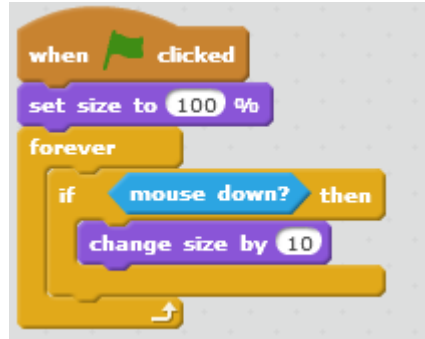 when clicked
set size to 100 %
forever
if mouse down? then
change size by 10